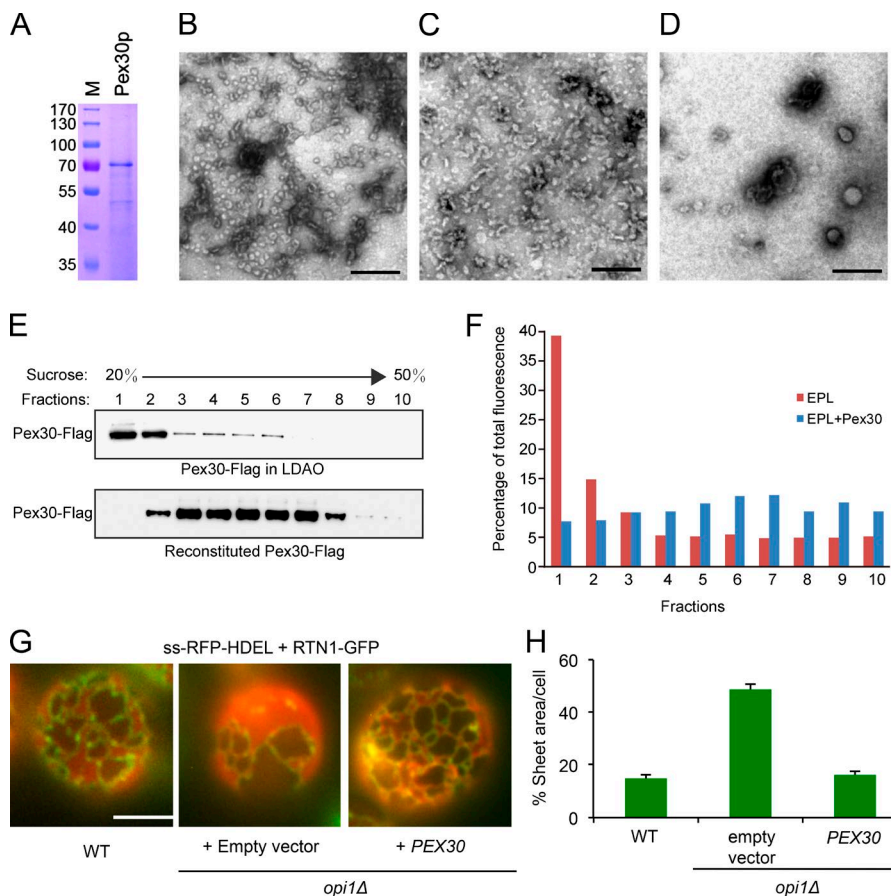 A
M
Pex30p
170
130
100
70
55
40
35
B
C
D
E
Sucrose: 20% 50%
Fractions: 1 2 3 4 5 6 7 8 9 10
Pex30-Flag
Pex30-Flag in LDAO
Pex30-Flag
Reconstituted Pex30-Flag
F
Percentage of total fluorescence
40
35
30
25
20
15
10
5
0
EPL
EPL+Pex30
1 2 3 4 5 6 7 8 9 10
Fractions
G
ss-RFP-HDEL + RTN1-GFP
WT
+ Empty vector
+ PEX30
opi1Δ
H
% Sheet area/cell
60
40
20
0
WT
empty
vector
PEX30
opi1Δ